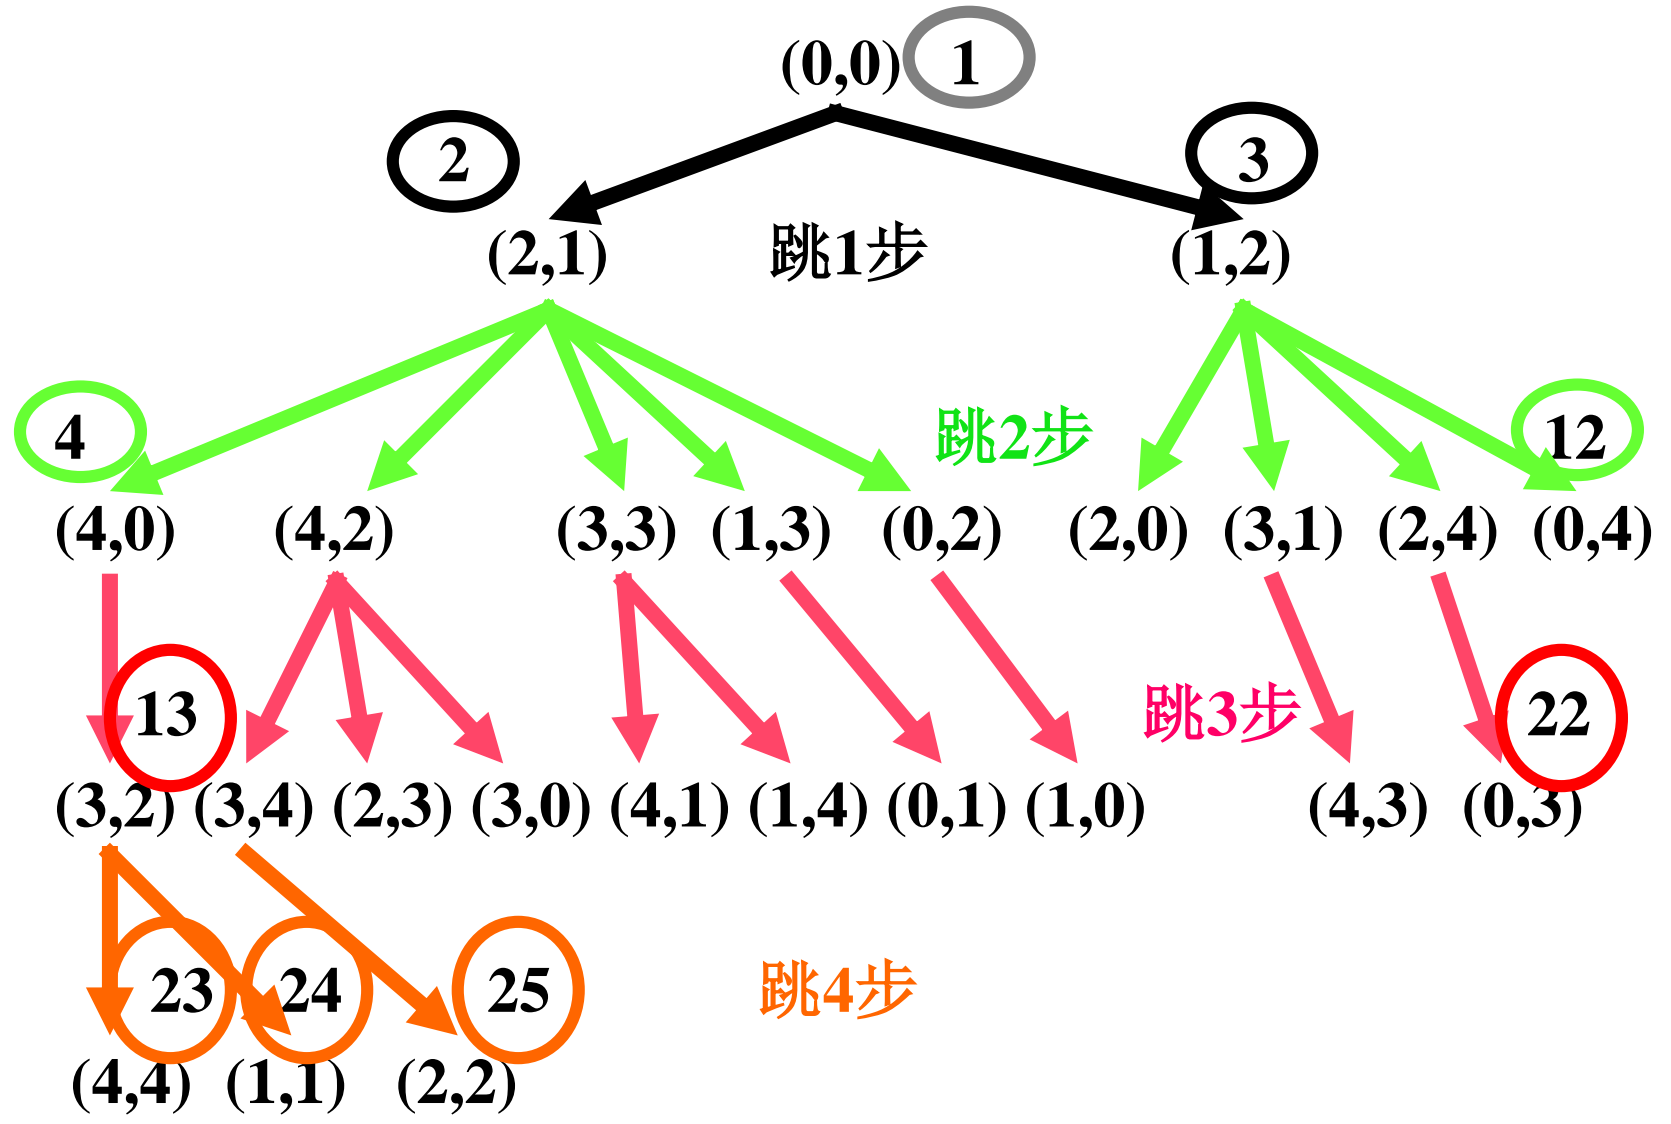 (0,0) 1
2 3
(2,1) 跳1步 (1,2)
4 跳2步 12
(4,0) (4,2) (3,3) (1,3) (0,2) (2,0) (3,1) (2,4) (0,4)
13 跳3步 22
(3,2) (3,4) (2,3) (3,0) (4,1) (1,4) (0,1) (1,0) (4,3) (0,3)
23 24 25 跳4步
(4,4) (1,1) (2,2)